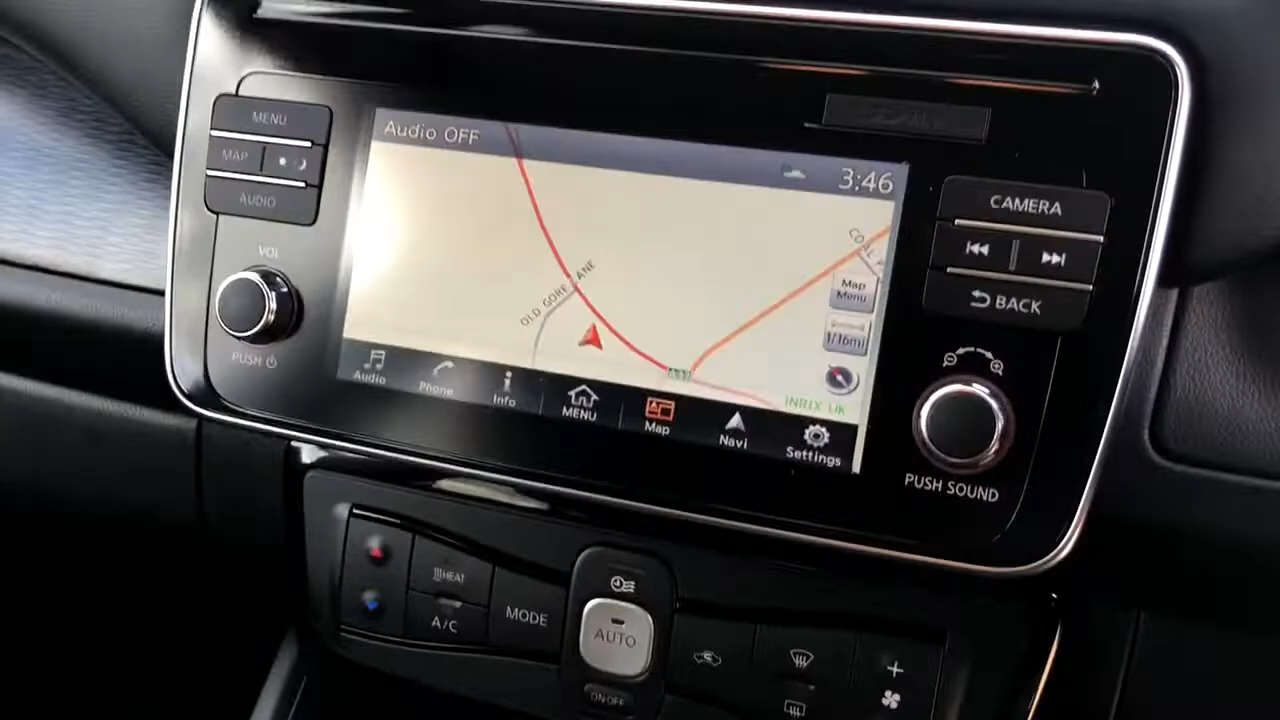 MENU
MAP
AUDIO
VOL
PUSH
Audio OFF
3:46
OLD GORE LANE
Map
Menu
1/16mi
INRIX UK
Audio
Phone
Info
MENU
Map
Navi
Settings
CAMERA
BACK
PUSH SOUND
HEAT
A/C
MODE
AUTO
ON·OFF